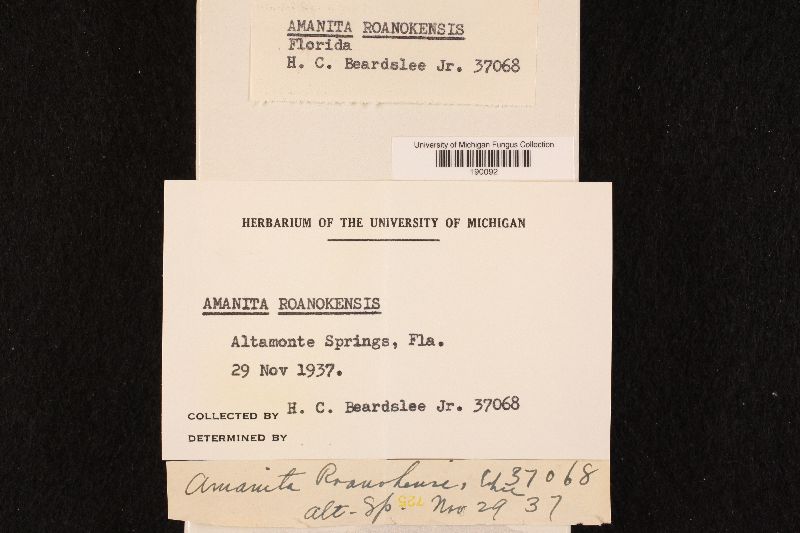 AMANITA ROANOKENSIS
Florida
H. C. Beardslee Jr. 37068
University of Michigan Fungus Collection
190092
HERBARIUM OF THE UNIVERSITY OF MICHIGAN
AMANITA ROANOKENSIS
Altamonte Springs, Fla.
29 Nov 1937.
COLLECTED BY H. C. Beardslee Jr. 37068
DETERMINED BY
Amanita 37068
alt-Sp. 725 Nov 29 37